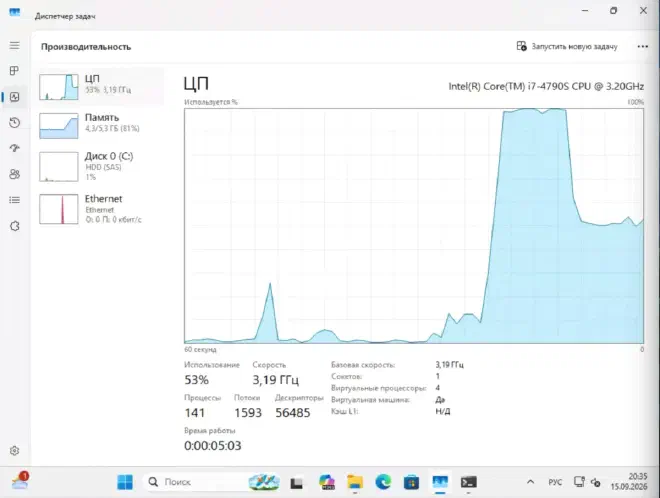 Диспетчер задач
Производительность
Запустить новую задачу
ЦП
53% 3,19 ГГц
Память
4,3/5,3 ГБ (81%)
Диск 0 (C:)
HDD (SAS)
1%
Ethernet
Ethernet
О: 0 П: 0 кбит/с
ЦП
Intel(R) Core(TM) i7-4790S CPU @ 3.20GHz
Используется %
100%
60 секунд
0
Использование
53%
Скорость
3,19 ГГц
Процессы
141
Потоки
1593
Дескрипторы
56485
Время работы
0:00:05:03
Базовая скорость: 3,19 ГГц
Сокетов: 1
Виртуальные процессоры: 4
Виртуальная машина: Да
Кэш L1: Н/Д
1
Поиск
РУС
20:35
15.09.2026